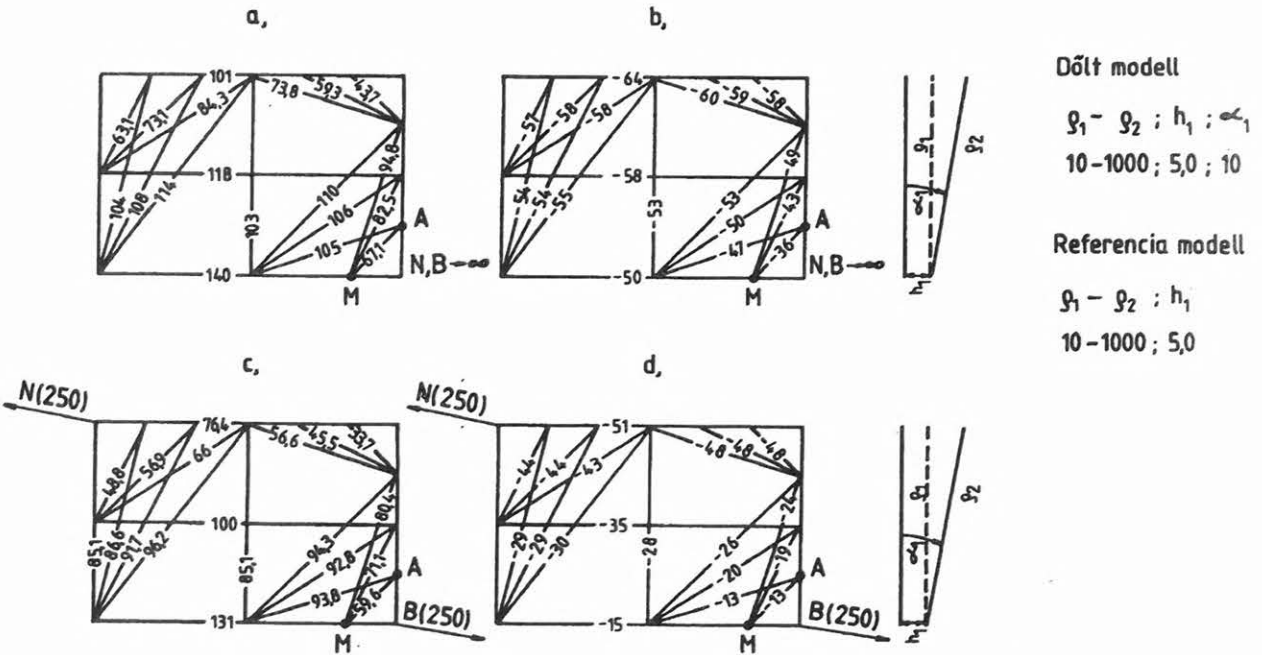 a,
101
73,8
59,3
43,7
63,1
73,1
84,3
94,8
118
104
108
114
103
110
106
105
82,5
67,1
A
140
M
N,B→∞
b,
-64
-60
-59
-58
-57
-58
-58
-49
-58
-54
-54
-55
-53
-53
-50
-47
-43
-36
A
-50
M
N,B→∞
ρ₁
ρ₂
α₁
h₁
Dőlt modell
ρ₁ - ρ₂ ; h₁ ; α₁
10-1000 ; 5,0 ; 10
Referencia modell
ρ₁ - ρ₂ ; h₁
10-1000 ; 5,0
c,
N(250)
76,4
56,6
45,5
33,7
48,8
56,9
66
80,4
100
85,1
86,6
91,7
96,2
85,1
94,3
92,8
93,8
71,1
59,6
A
131
M
B(250)
d,
N(250)
-51
-48
-48
-48
-44
-44
-43
-24
-35
-29
-29
-30
-28
-26
-20
-13
-19
-13
A
-15
M
B(250)
ρ₁
ρ₂
α₁
h₁